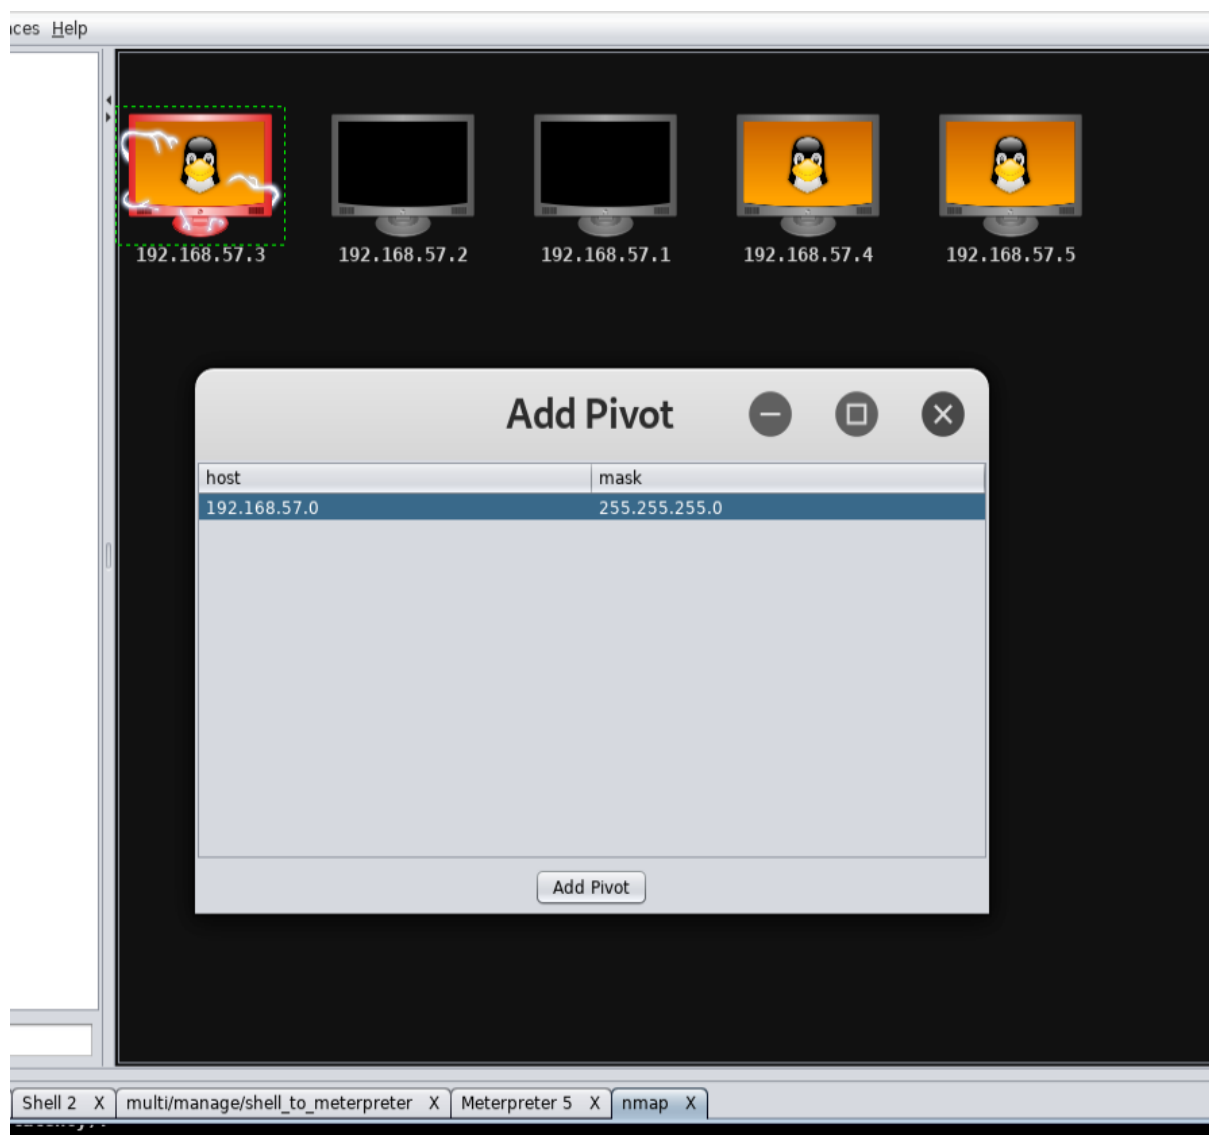 Help
192.168.57.3 192.168.57.2 192.168.57.1 192.168.57.4 192.168.57.5
Add Pivot
host mask
192.168.57.0 255.255.255.0
Add Pivot
Shell 2 X multi/manage/shell_to_meterpreter X Meterpreter 5 X nmap X